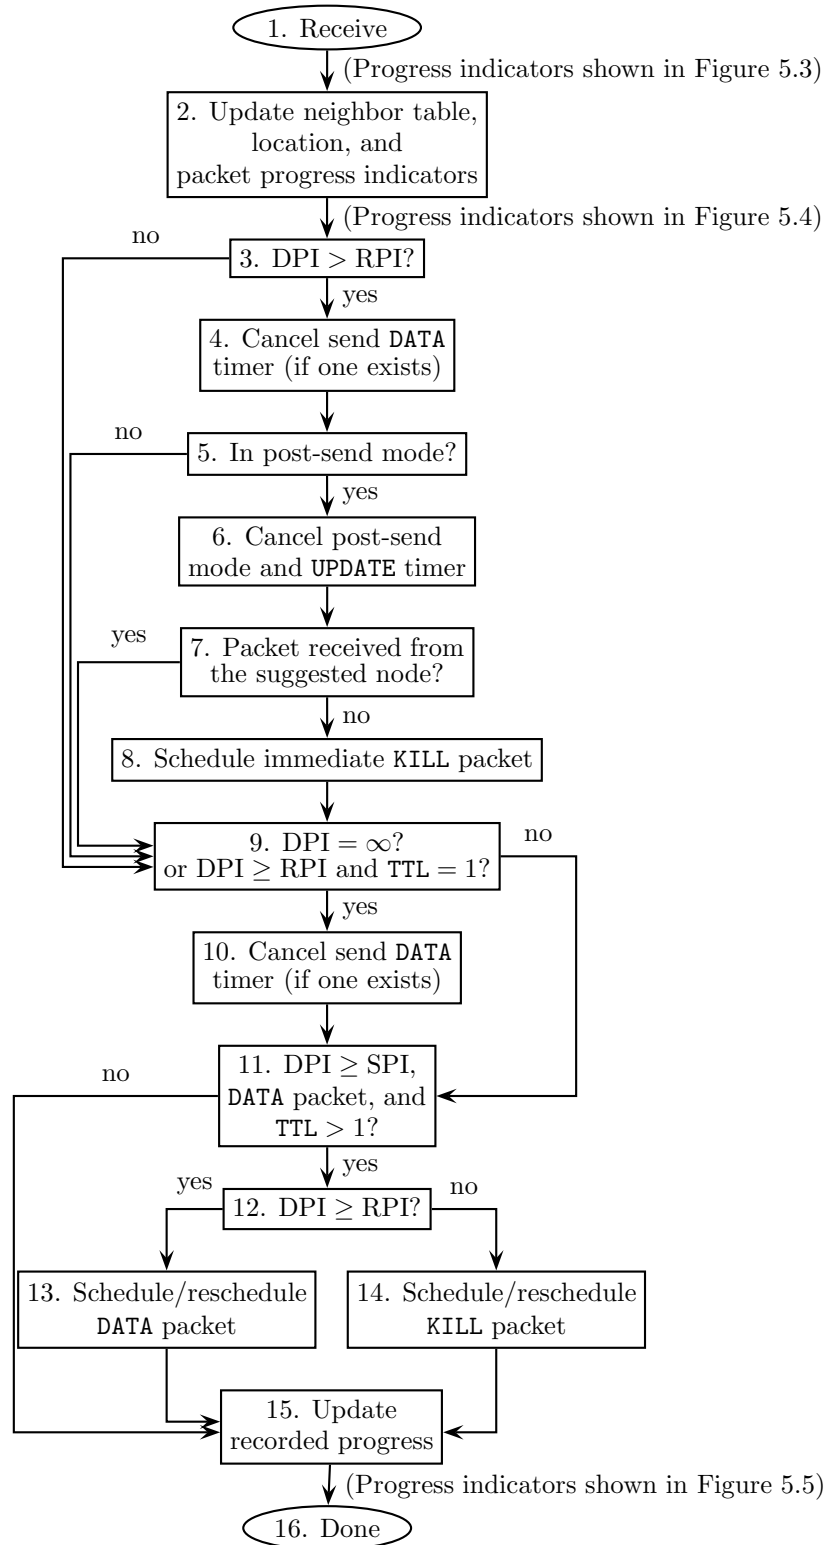 1. Receive
(Progress indicators shown in Figure 5.3)
2. Update neighbor table,
location, and
packet progress indicators
(Progress indicators shown in Figure 5.4)
no
3. DPI > RPI?
yes
4. Cancel send DATA
timer (if one exists)
no
5. In post-send mode?
yes
6. Cancel post-send
mode and UPDATE timer
yes
7. Packet received from
the suggested node?
no
8. Schedule immediate KILL packet
9. DPI = ∞?
or DPI ≥ RPI and TTL = 1?
no
yes
10. Cancel send DATA
timer (if one exists)
no
11. DPI ≥ SPI,
DATA packet, and
TTL > 1?
yes
yes
12. DPI ≥ RPI?
no
13. Schedule/reschedule
DATA packet
14. Schedule/reschedule
KILL packet
15. Update
recorded progress
(Progress indicators shown in Figure 5.5)
16. Done